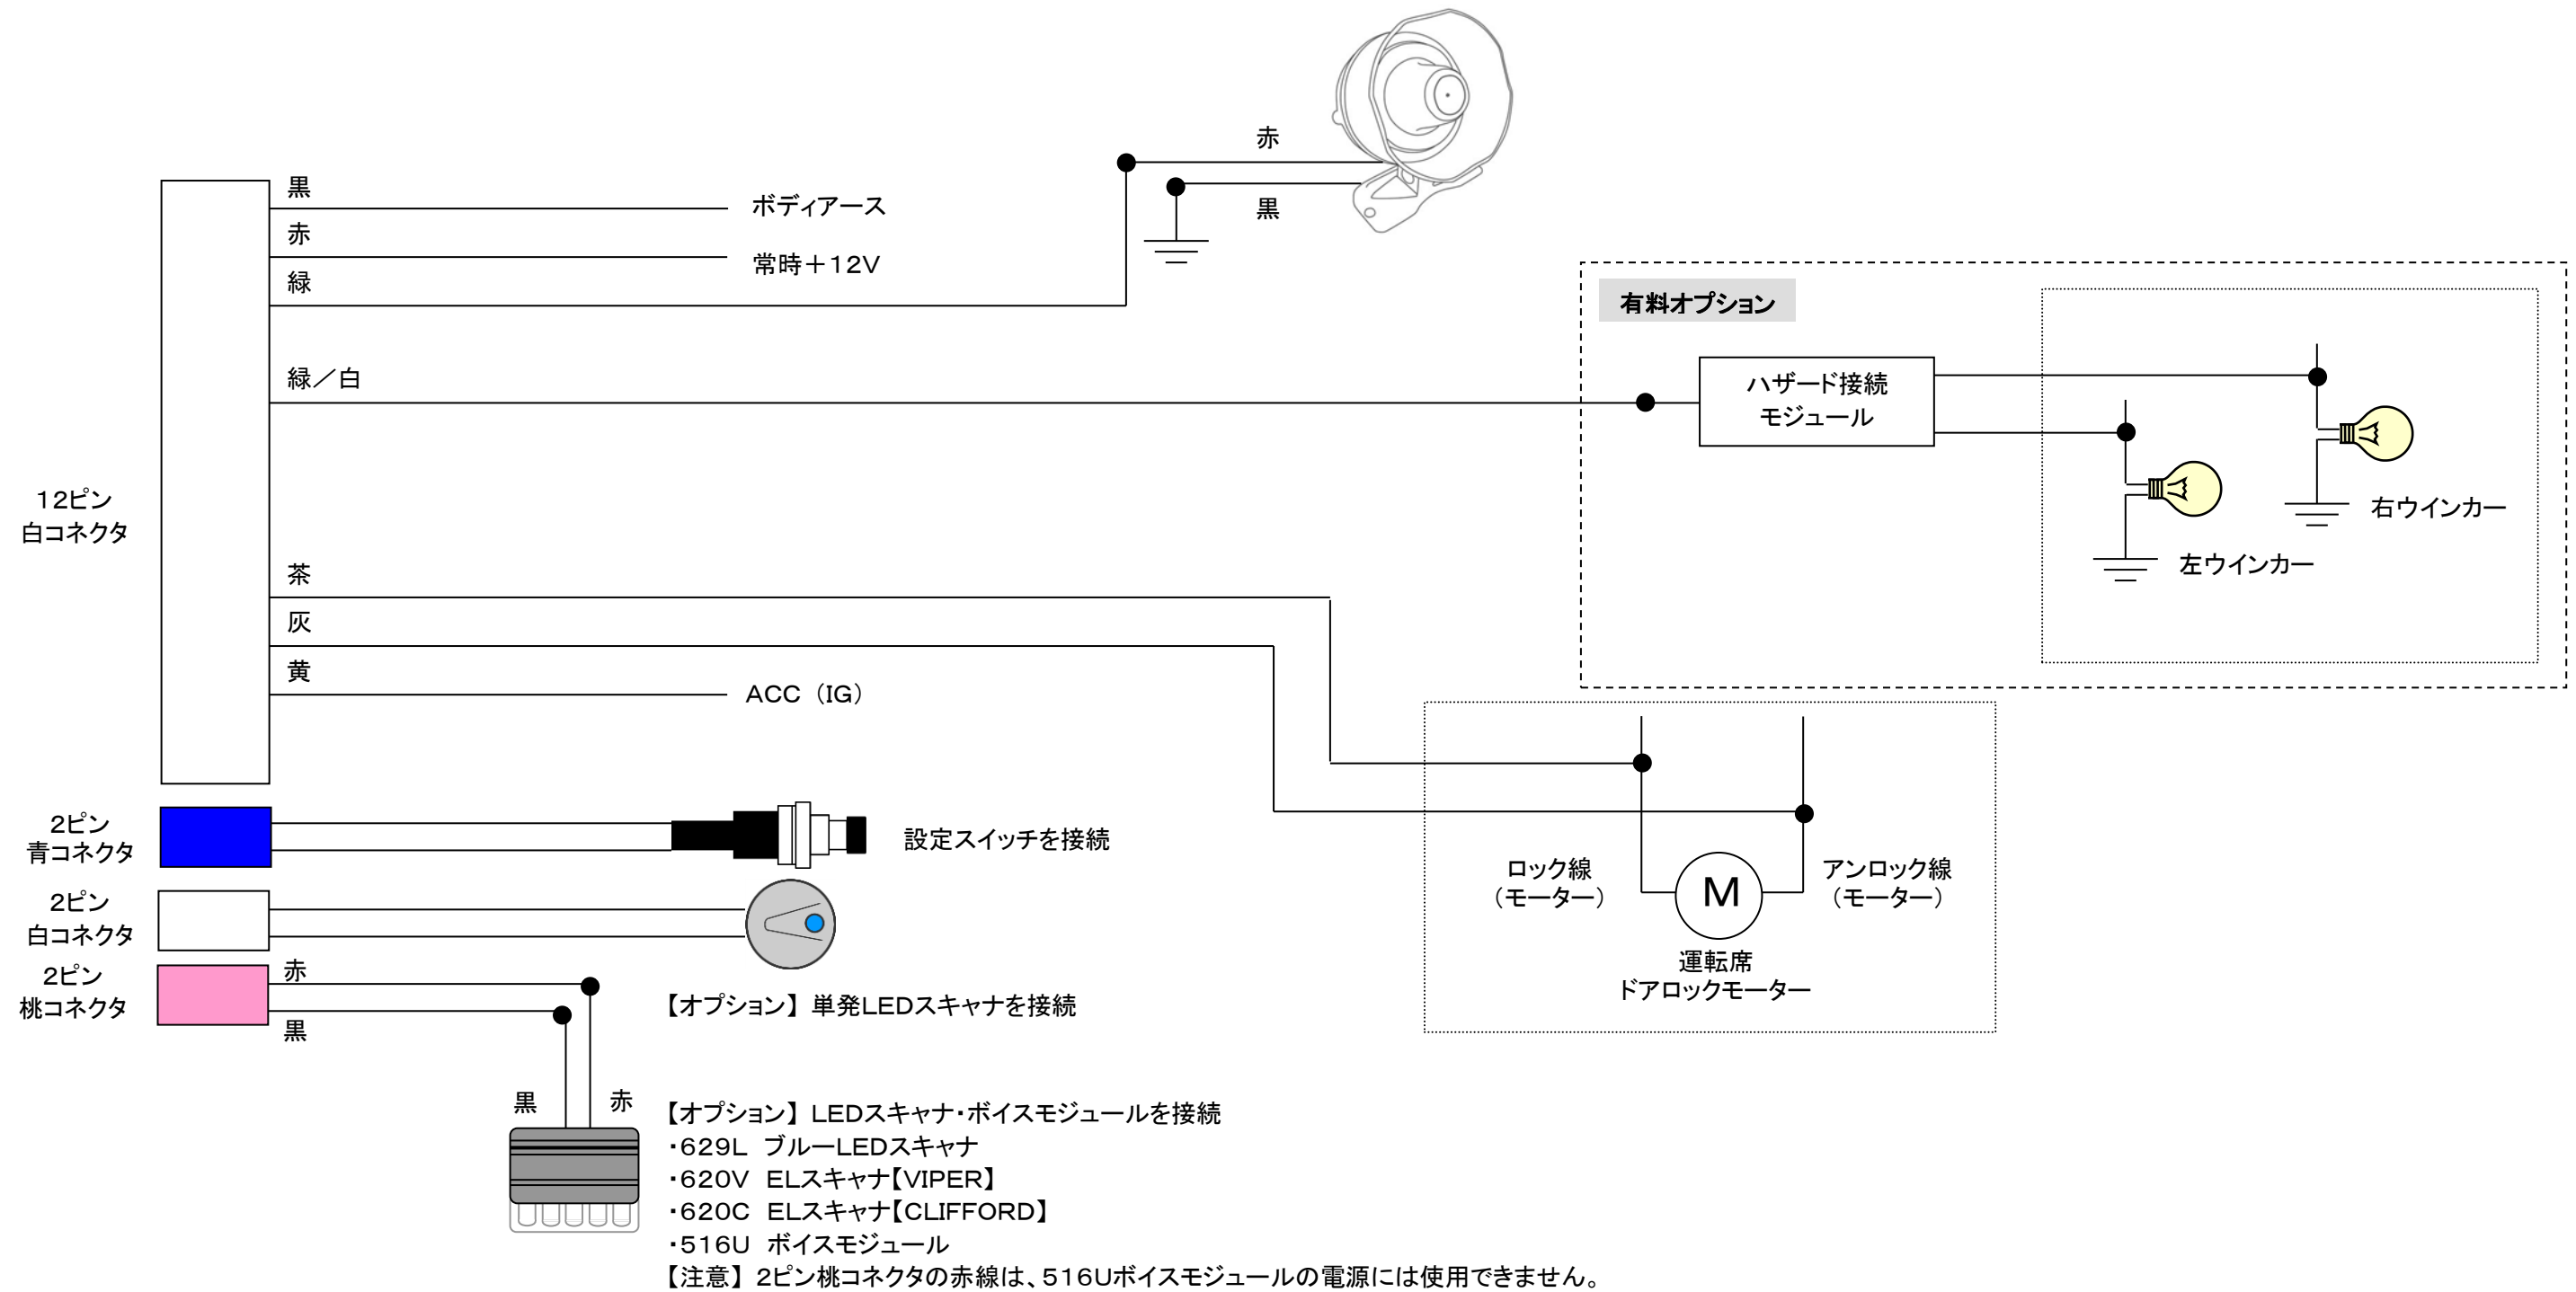 赤
黒
黒
ボディアース
赤
常時＋１２Ｖ
緑
有料オプション
緑／白
ハザード接続
モジュール
右ウインカー
左ウインカー
１２ピン
白コネクタ
茶
灰
黄
ＡＣＣ（ＩＧ）
２ピン
青コネクタ
設定スイッチを接続
ロック線
（モーター）
アンロック線
（モーター）
Ｍ
運転席
ドアロックモーター
２ピン
白コネクタ
２ピン
桃コネクタ
赤
黒
【オプション】単発ＬＥＤスキャナを接続
黒
赤
【オプション】ＬＥＤスキャナ・ボイスモジュールを接続
・６２９Ｌ　ブルーＬＥＤスキャナ
・６２０Ｖ　ＥＬスキャナ【ＶＩＰＥＲ】
・６２０Ｃ　ＥＬスキャナ【ＣＬＩＦＦＯＲＤ】
・５１６Ｕ　ボイスモジュール
【注意】２ピン桃コネクタの赤線は、５１６Ｕボイスモジュールの電源には使用できません。